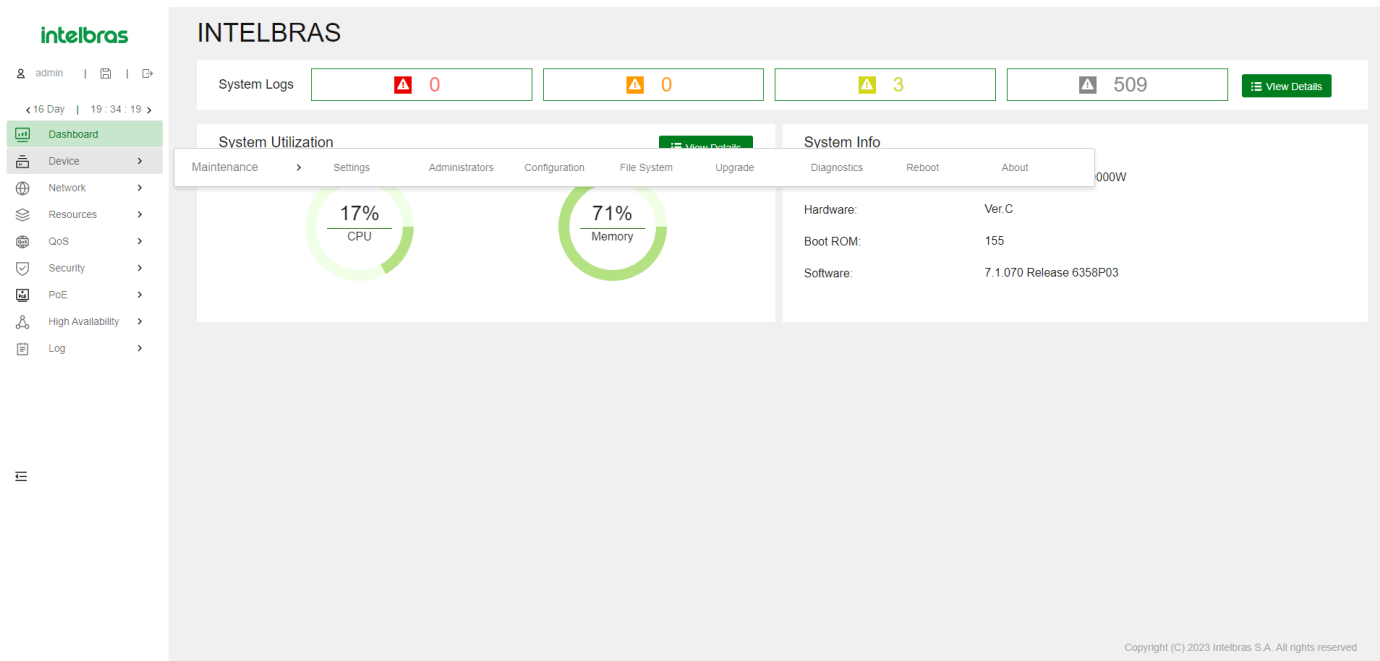 intelbras
admin | |
16 Day | 19 : 34 : 19
Dashboard
Device
Network
Resources
QoS
Security
PoE
High Availability
Log
INTELBRAS
System Logs 0 0 3 509 View Details
System Utilization View Details
System Info
Maintenance Settings Administrators Configuration File System Upgrade Diagnostics Reboot About
000W
17%
CPU
71%
Memory
Hardware: Ver.C
Boot ROM: 155
Software: 7.1.070 Release 6358P03
Copyright (C) 2023 Intelbras S.A. All rights reserved